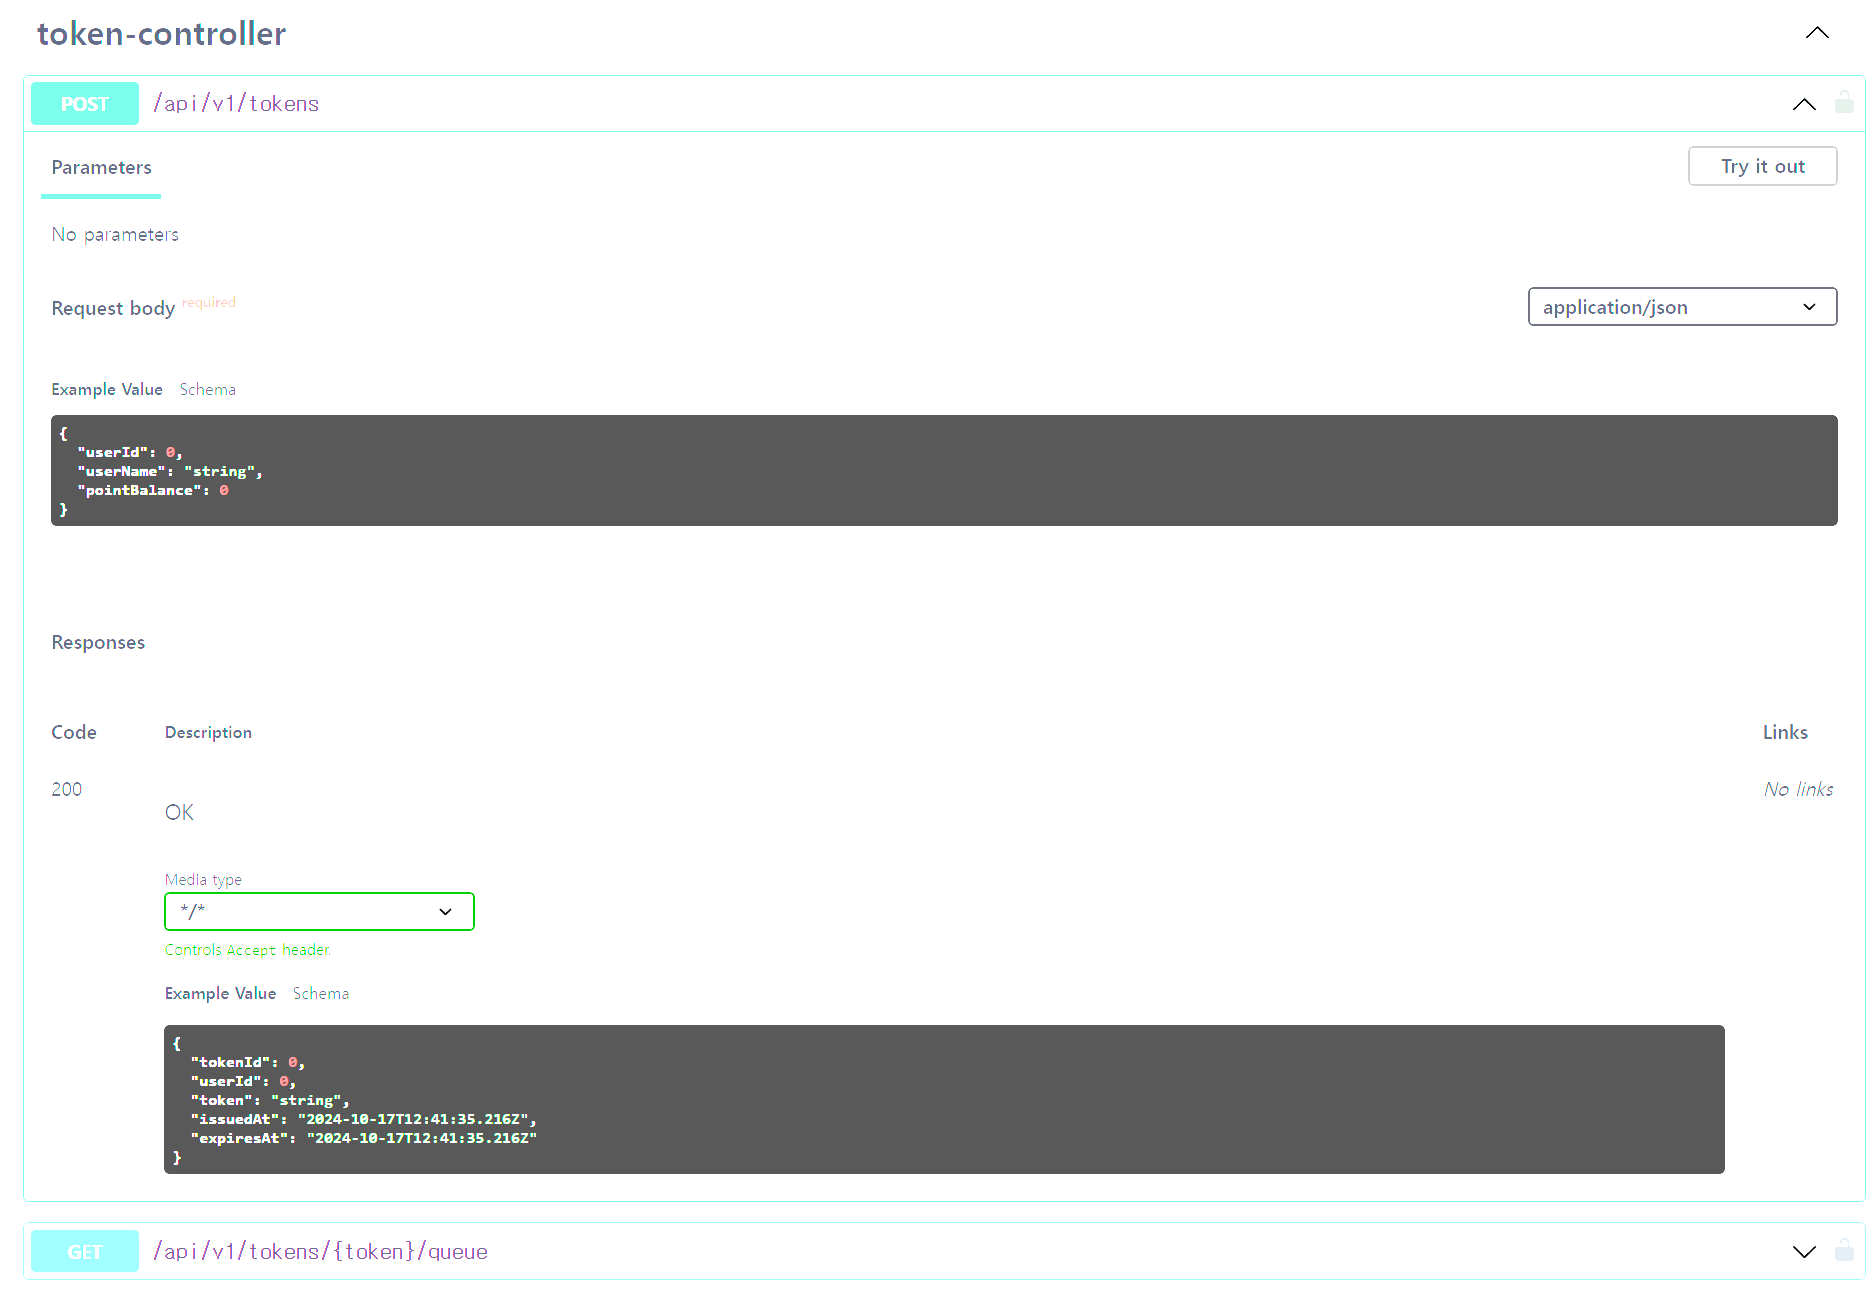 token-controller
POST /api/v1/tokens
Parameters
Try it out
No parameters
Request body required
application/json
Example Value Schema
{
  "userId": 0,
  "userName": "string",
  "pointBalance": 0
}
Responses
Code Description Links
200 No links
OK
Media type
*/*
Controls Accept header.
Example Value Schema
{
  "tokenId": 0,
  "userId": 0,
  "token": "string",
  "issuedAt": "2024-10-17T12:41:35.216Z",
  "expiresAt": "2024-10-17T12:41:35.216Z"
}
GET /api/v1/tokens/{token}/queue